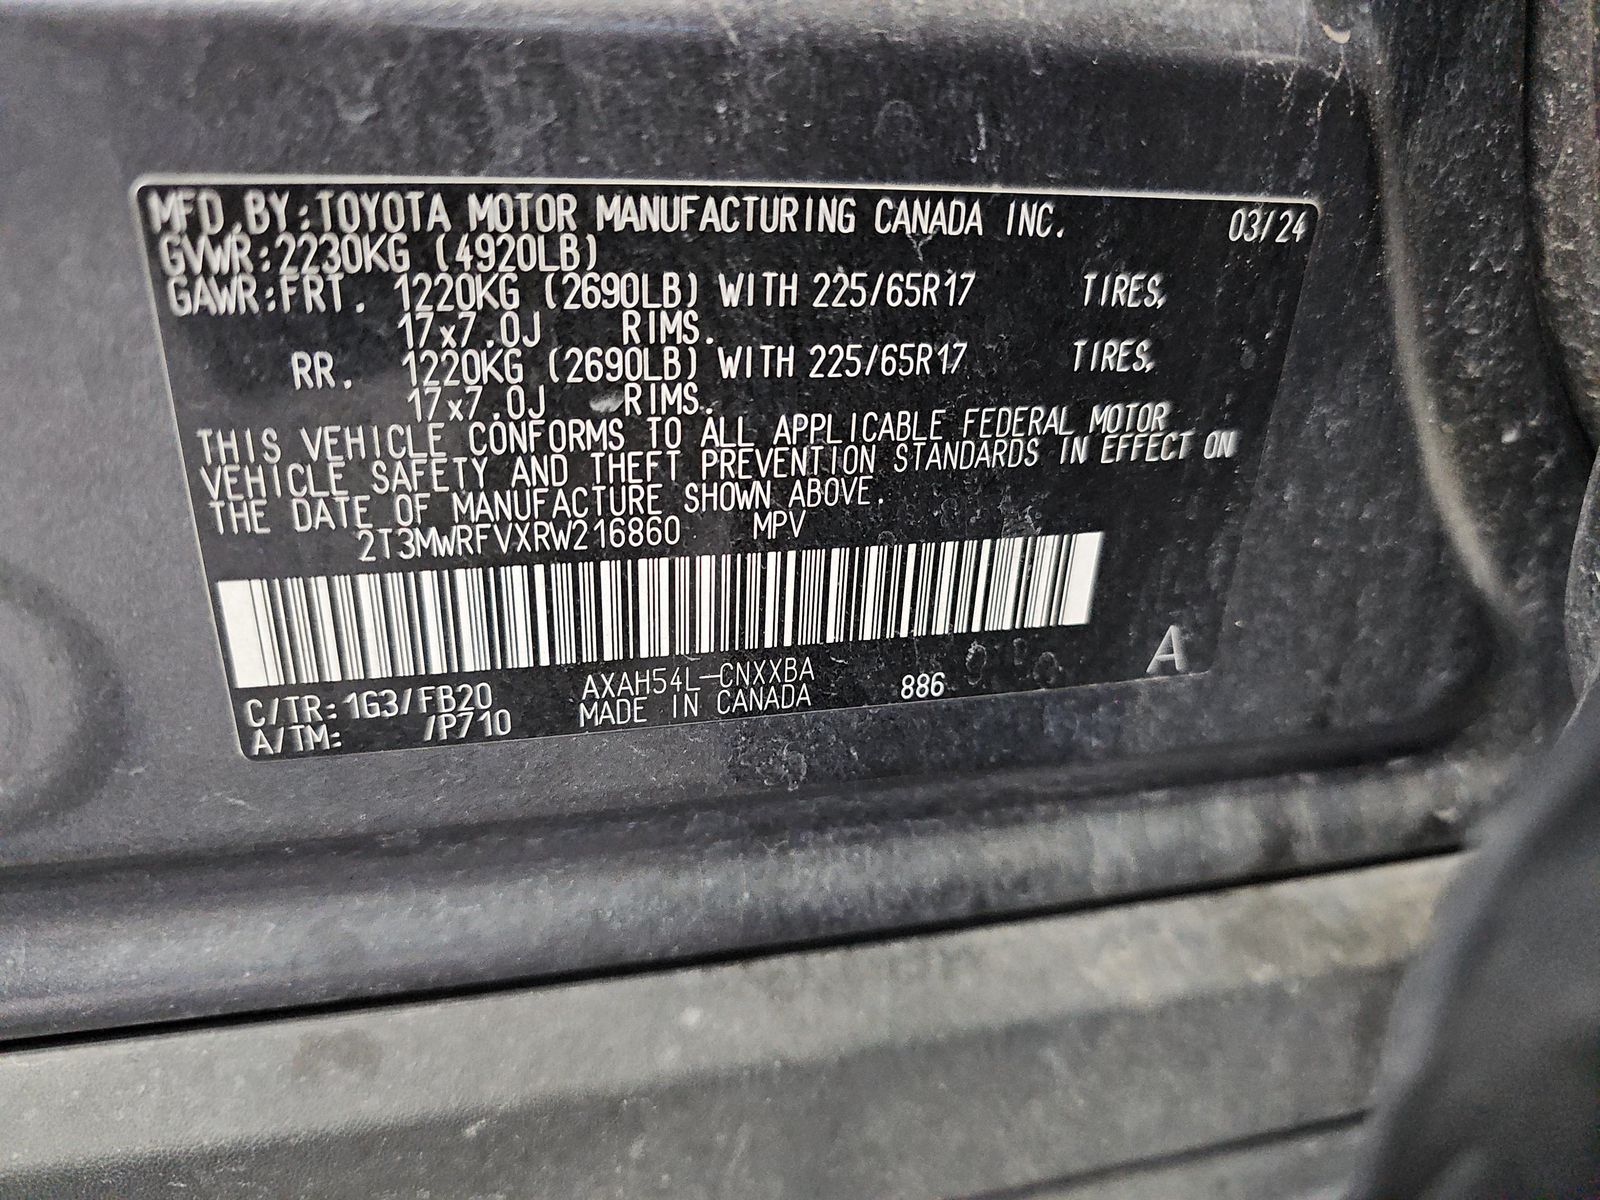 MFD.BY:TOYOTA MOTOR MANUFACTURING CANADA INC. 03/24
GVWR:2230KG (4920LB)
GAWR:FRT. 1220KG (2690LB) WITH 225/65R17 TIRES,
17x7.0J RIMS.
RR. 1220KG (2690LB) WITH 225/65R17 TIRES,
17x7.0J RIMS.
THIS VEHICLE CONFORMS TO ALL APPLICABLE FEDERAL MOTOR
VEHICLE SAFETY AND THEFT PREVENTION STANDARDS IN EFFECT ON
THE DATE OF MANUFACTURE SHOWN ABOVE.
2T3MWRFVXRW216860 MPV
C/TR:1G3/FB20 AXAH54L-CNXXBA 886 A
A/TM: /P710 MADE IN CANADA